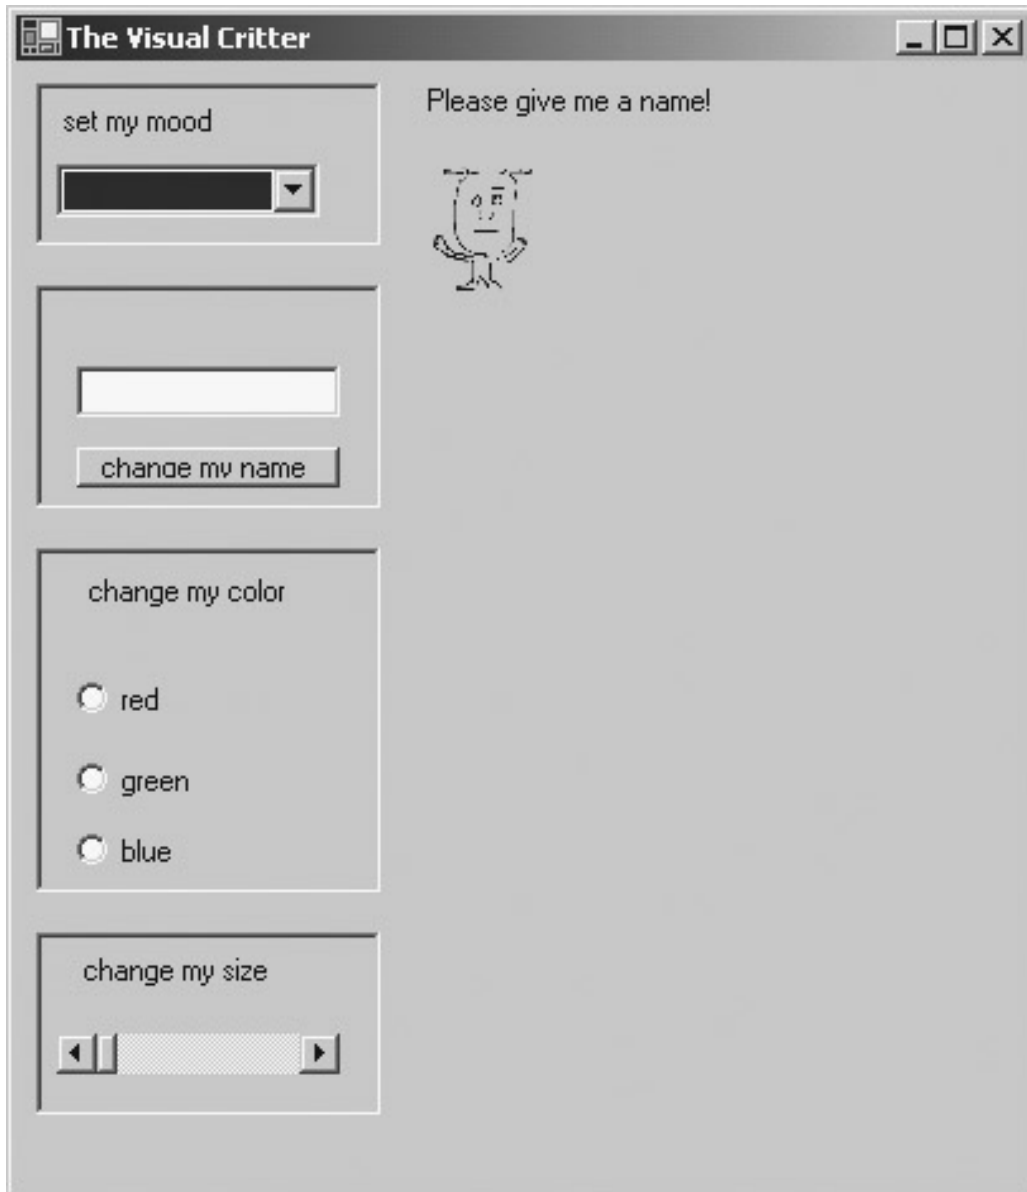 The Visual Critter
set my mood
Please give me a name!
change my name
change my color
red
green
blue
change my size